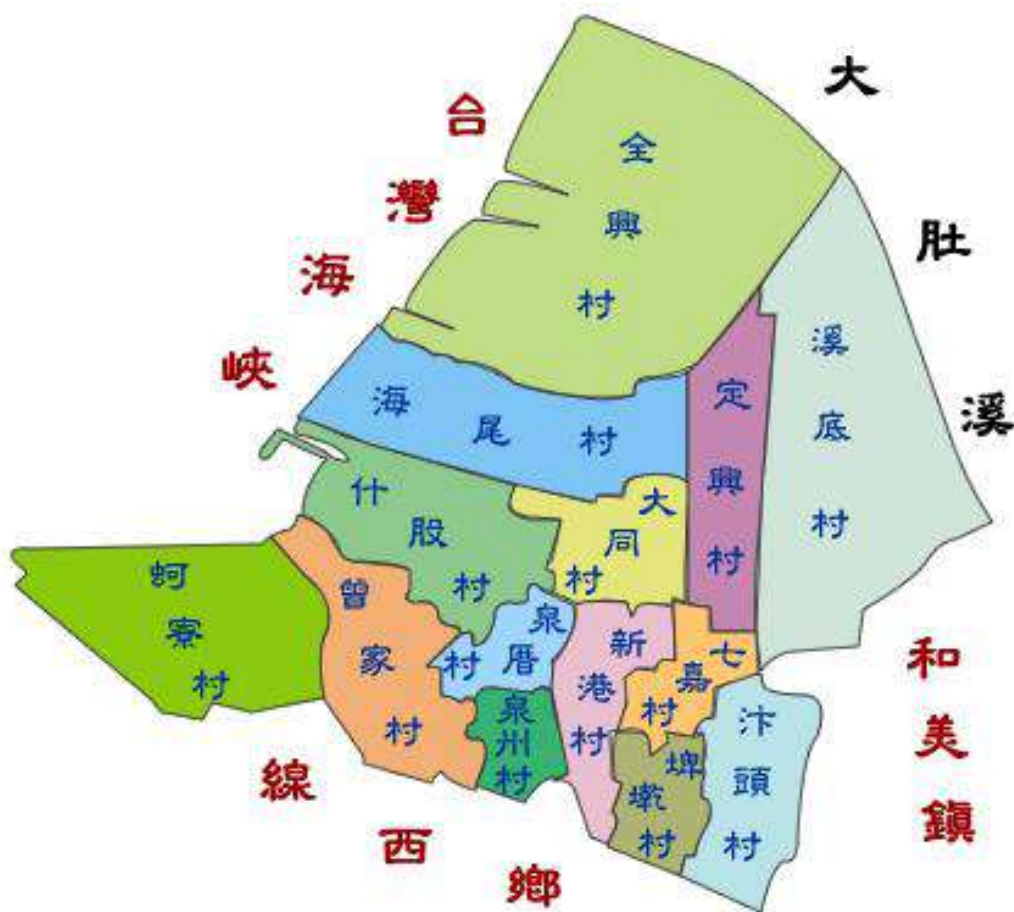 台灣海峽
大肚溪
全興村
溪底村
海尾村
定興村
什股村
大同村
蚵寮村
曾家村
泉厝村
新港村
七嘉村
泉州村
埤墘村
汴頭村
和美鎮
線西鄉